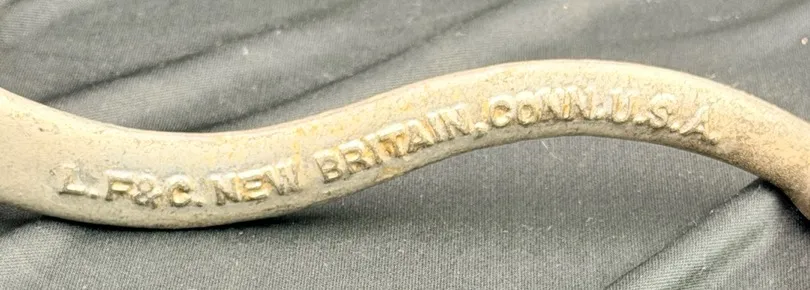 L.F&C. NEW BRITAIN, CONN. U.S.A.